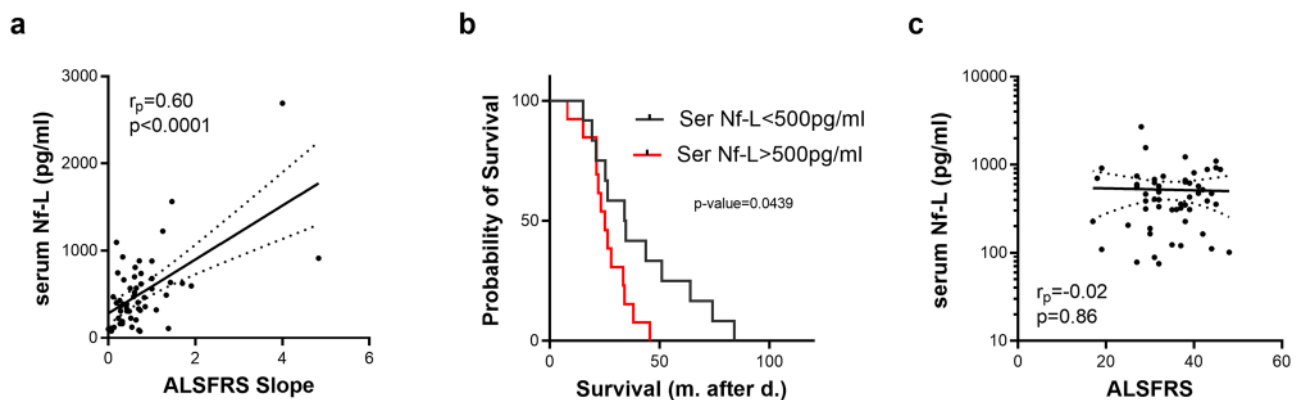 a
3000
2000
1000
0
0
2
4
6
serum Nf-L (pg/ml)
ALSFRS Slope
rp=0.60
p<0.0001
b
100
50
0
0
50
100
Probability of Survival
Survival (m. after d.)
Ser Nf-L<500pg/ml
Ser Nf-L>500pg/ml
p-value=0.0439
c
10000
1000
100
10
0
20
40
60
serum Nf-L (pg/ml)
ALSFRS
rp=-0.02
p=0.86